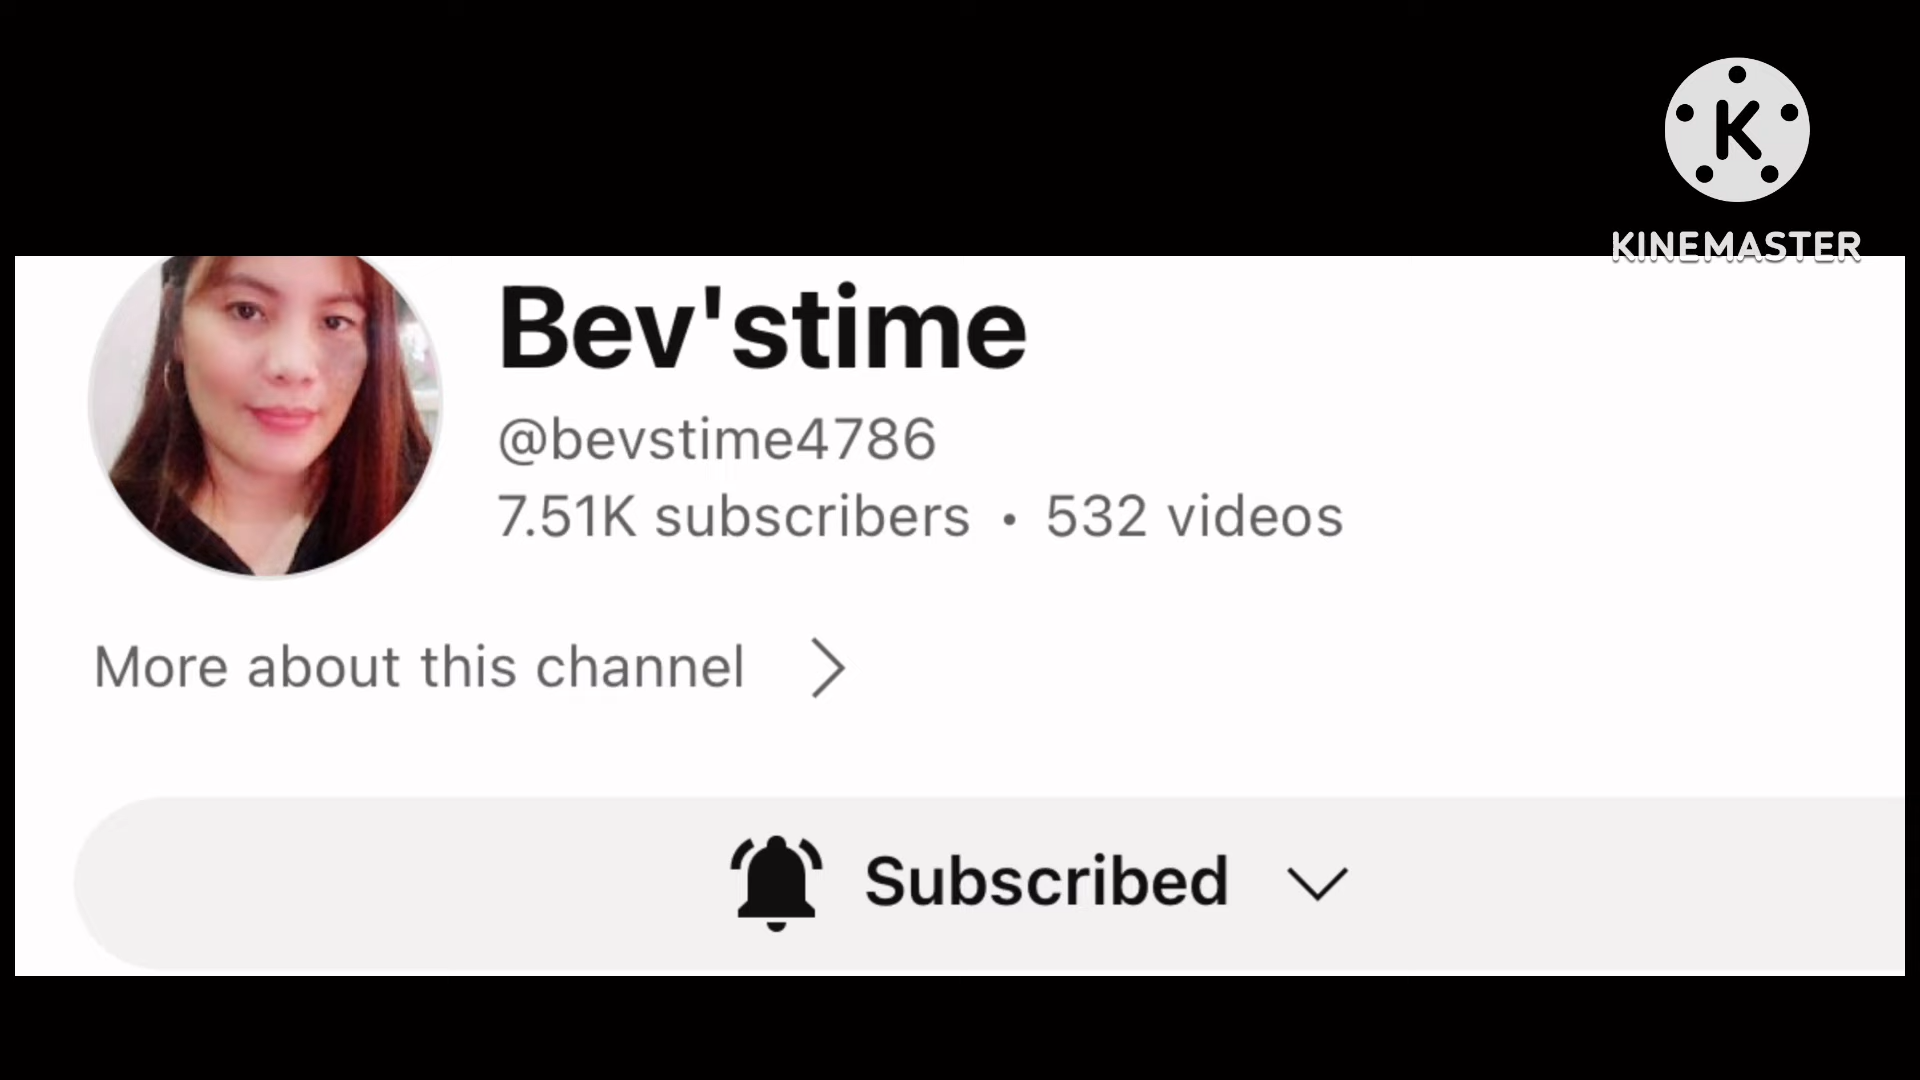 K
KINEMASTER
Bev'stime
@bevstime4786
7.51K subscribers • 532 videos
More about this channel
Subscribed